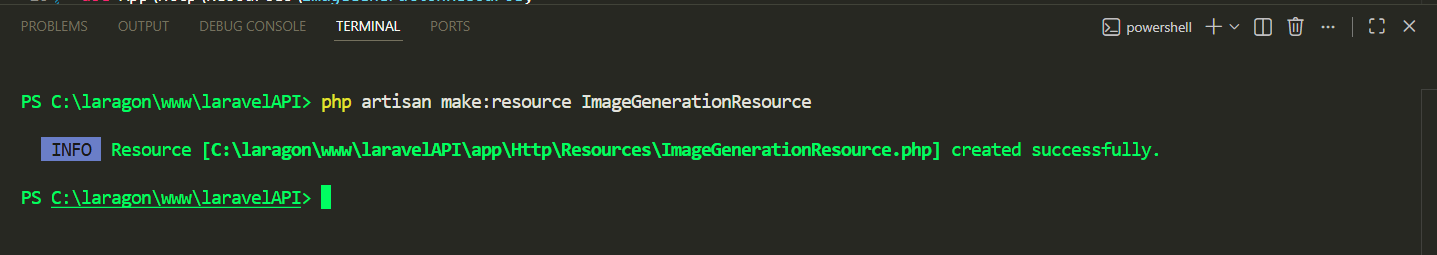 PROBLEMS OUTPUT DEBUG CONSOLE TERMINAL PORTS powershell
PS C:\laragon\www\laravelAPI> php artisan make:resource ImageGenerationResource
INFO Resource [C:\laragon\www\laravelAPI\app\Http\Resources\ImageGenerationResource.php] created successfully.
PS C:\laragon\www\laravelAPI>